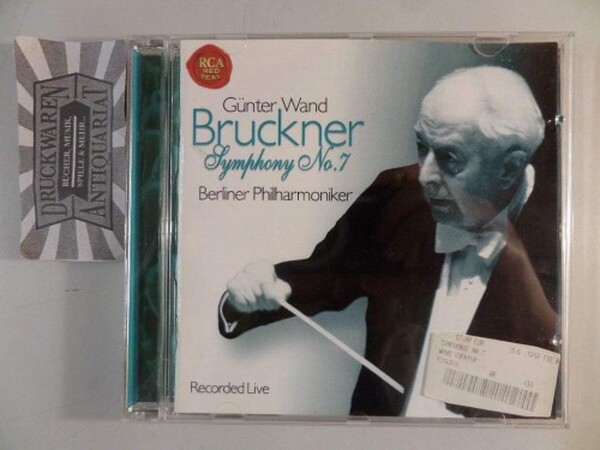 DRUCKWAREN
BÜCHER, MUSIK,
SPIELE & MEHR...
ANTIQUARIAT
RCA
RED
SEAL
Günter Wand
Bruckner
Symphony No.7
Berliner Philharmoniker
Recorded Live